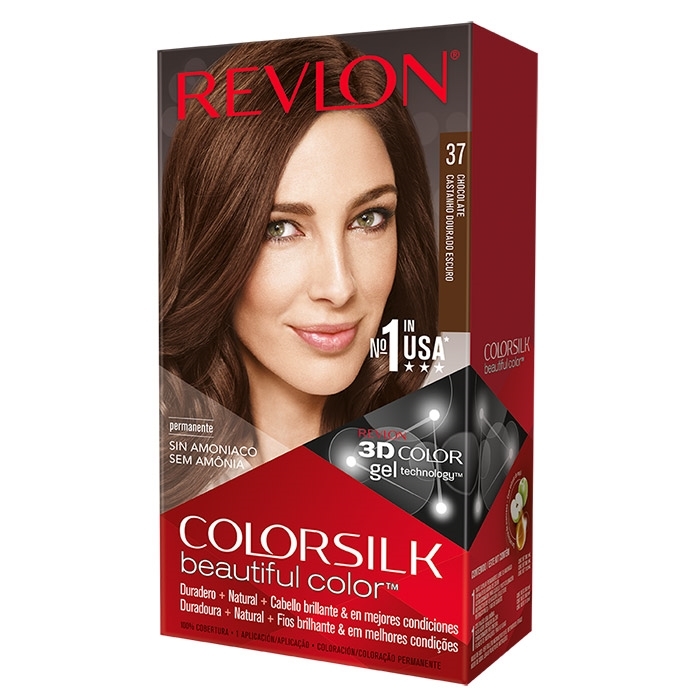 REVLON®
37
CHOCOLATE
CASTANHO DOURADO ESCURO
Nº1 IN USA*
COLORSILK
beautiful color™
permanente
SIN AMONIACO
SEM AMÔNIA
REVLON
3D COLOR
gel technology™
COLORSILK
beautiful color™
Duradero + Natural + Cabello brillante & en mejores condiciones
Duradoura + Natural + Fios brilhante & em melhores condições
100% COBERTURA • 1 APLICACIÓN/APLICAÇÃO • COLORACIÓN/COLORAÇÃO PERMANENTE